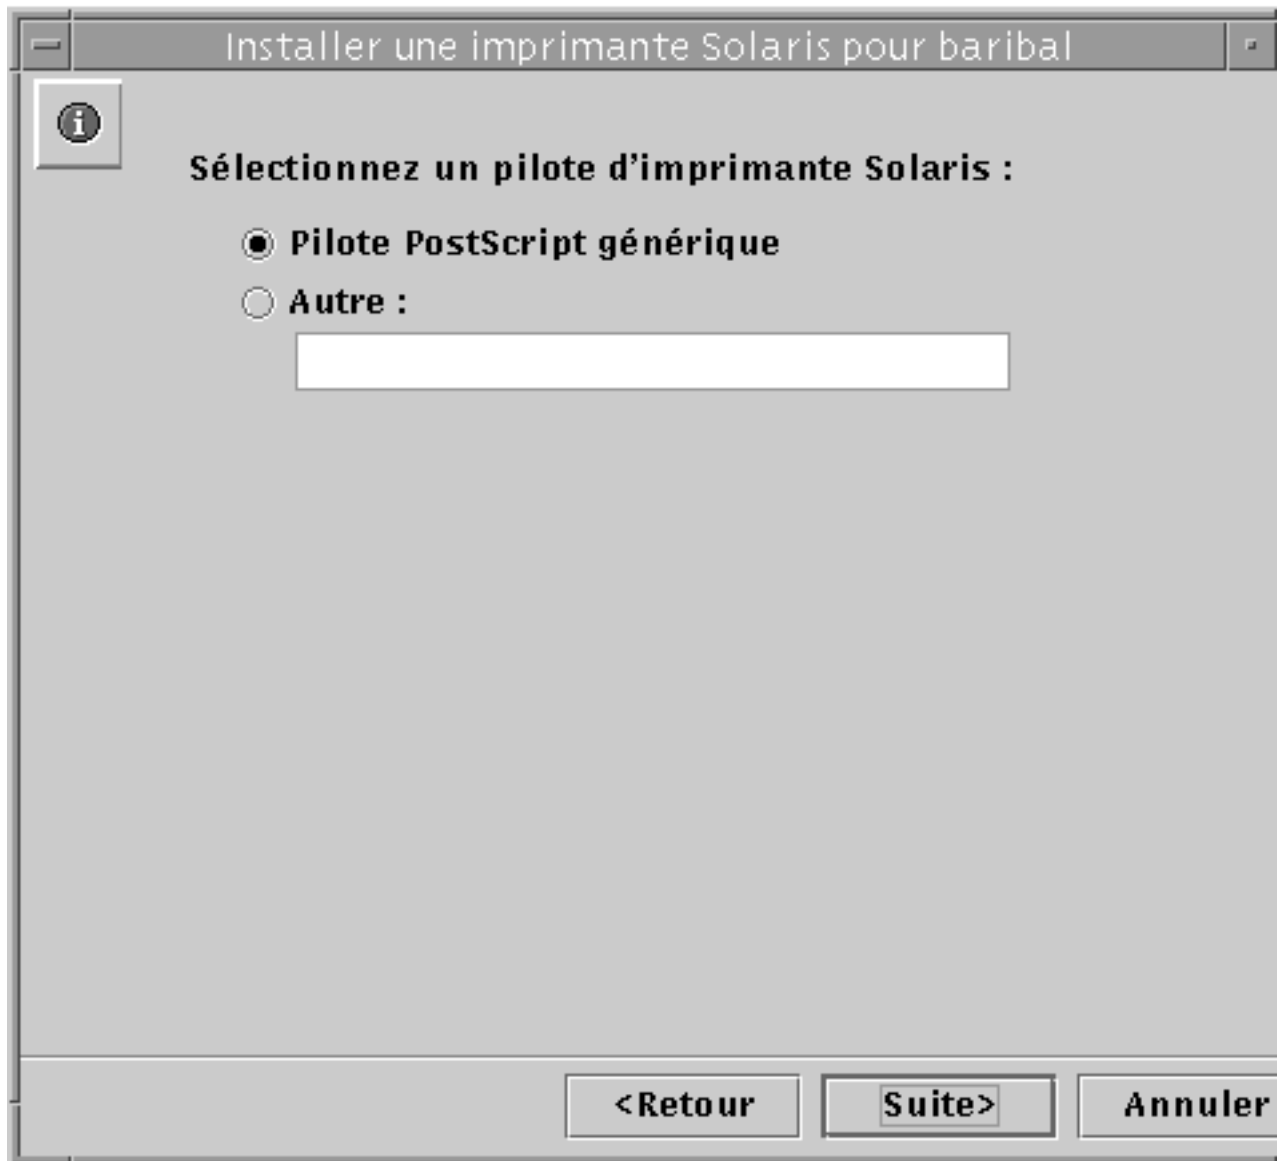 Installer une imprimante Solaris pour baribal
Sélectionnez un pilote d'imprimante Solaris :
Pilote PostScript générique
Autre :
<Retour
Suite>
Annuler